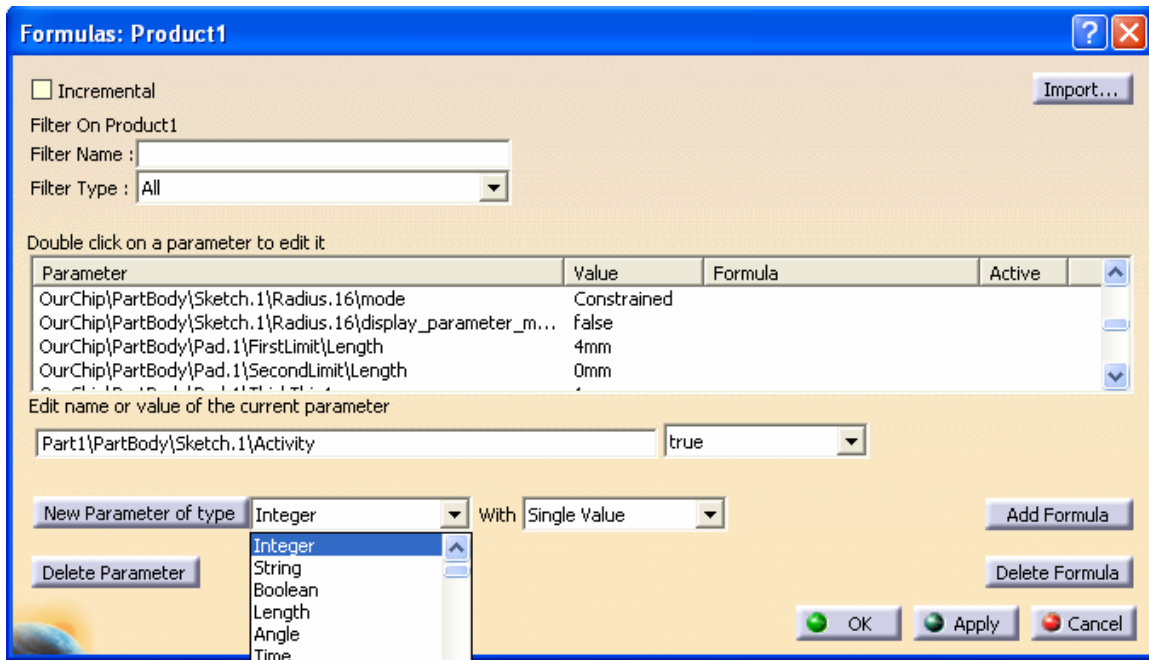 Formulas: Product1
Incremental
Import...
Filter On Product1
Filter Name :
Filter Type : All
Double click on a parameter to edit it
Parameter Value Formula Active
OurChip\PartBody\Sketch.1\Radius.16\mode Constrained
OurChip\PartBody\Sketch.1\Radius.16\display_parameter_m... false
OurChip\PartBody\Pad.1\FirstLimit\Length 4mm
OurChip\PartBody\Pad.1\SecondLimit\Length 0mm
Edit name or value of the current parameter
Part1\PartBody\Sketch.1\Activity true
New Parameter of type Integer With Single Value Add Formula
Integer
String
Boolean
Length
Angle
Time
Delete Parameter Delete Formula
OK Apply Cancel